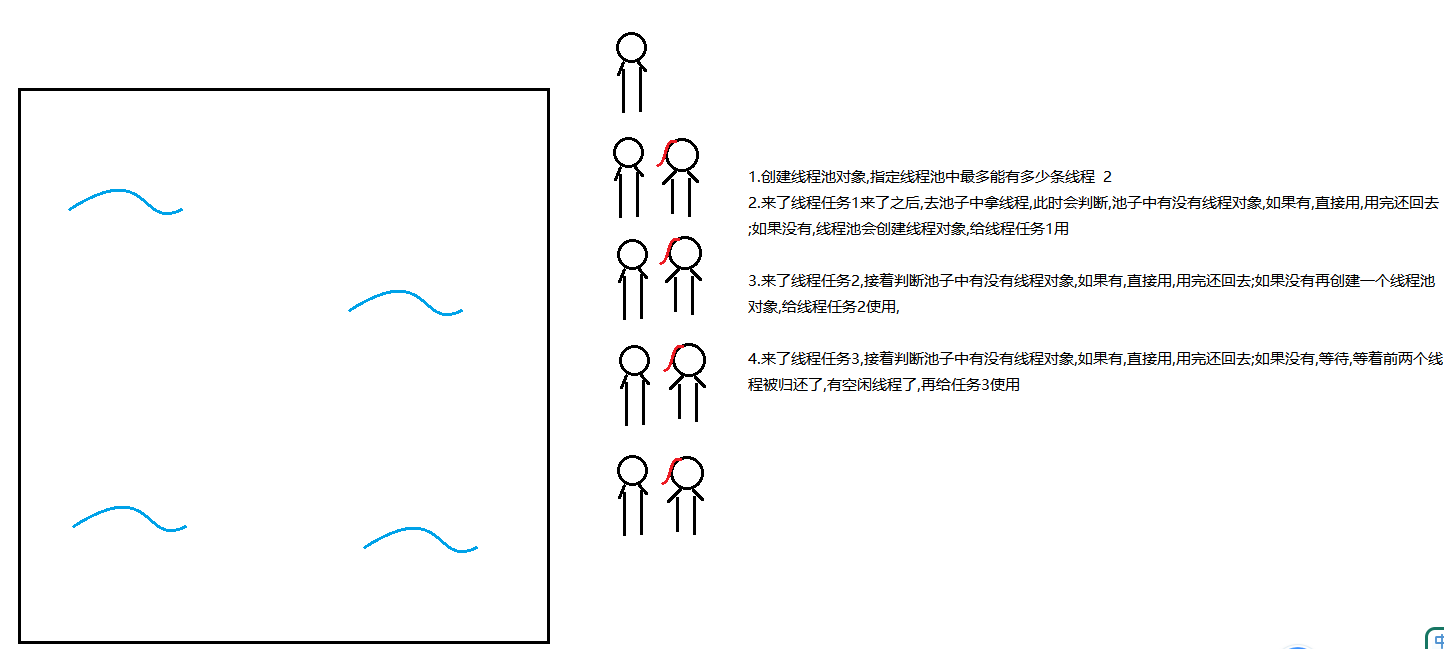 1.创建线程池对象,指定线程池中最多能有多少条线程  2
2.来了线程任务1来了之后,去池子中拿线程,此时会判断,池子中有没有线程对象,如果有,直接用,用完还回去
;如果没有,线程池会创建线程对象,给线程任务1用
3.来了线程任务2,接着判断池子中有没有线程对象,如果有,直接用,用完还回去;如果没有再创建一个线程池
对象,给线程任务2使用,
4.来了线程任务3,接着判断池子中有没有线程对象,如果有,直接用,用完还回去;如果没有,等待,等着前两个线
程被归还了,有空闲线程了,再给任务3使用